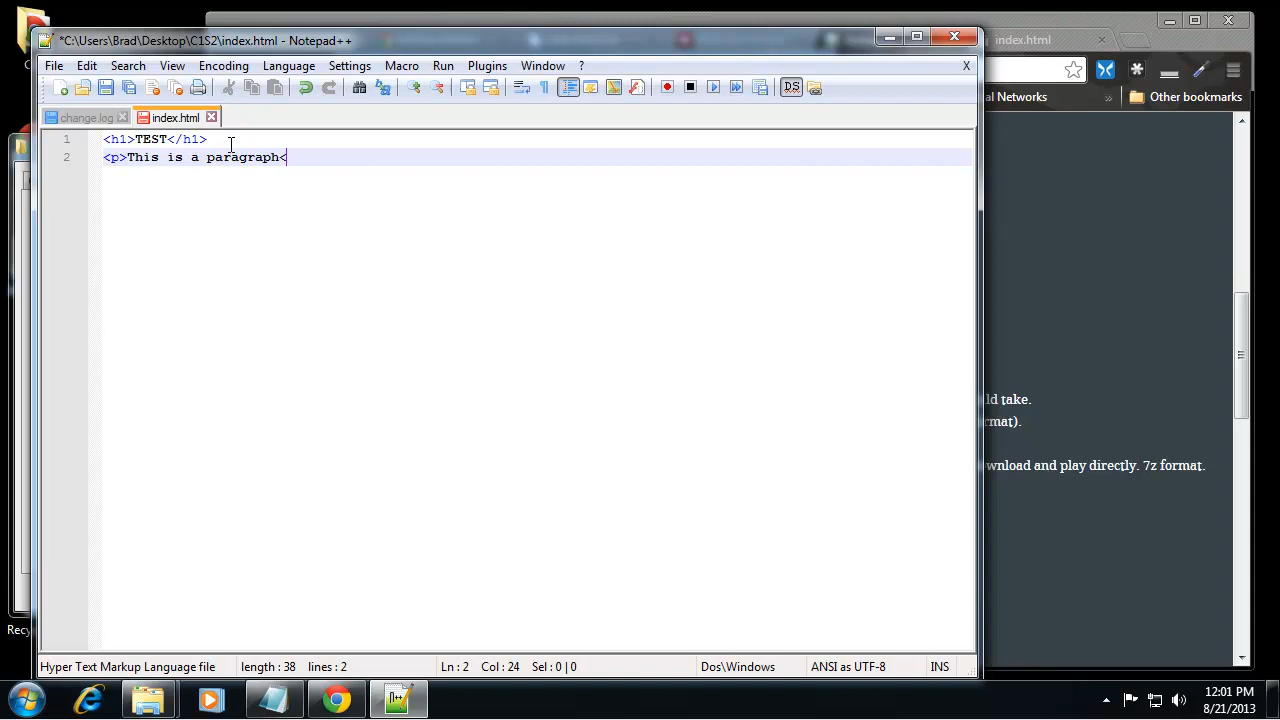 *C:\Users\Brad\Desktop\C1S2\index.html - Notepad++
index.html
File Edit Search View Encoding Language Settings Macro Run Plugins Window ? X
al Networks » Other bookmarks
change.log index.html
1 <h1>TEST</h1>
2 <p>This is a paragraph<
ld take.
rmat).
wnload and play directly. 7z format.
Recy
Hyper Text Markup Language file length : 38 lines : 2 Ln : 2 Col : 24 Sel : 0 | 0 Dos\Windows ANSI as UTF-8 INS
12:01 PM
8/21/2013